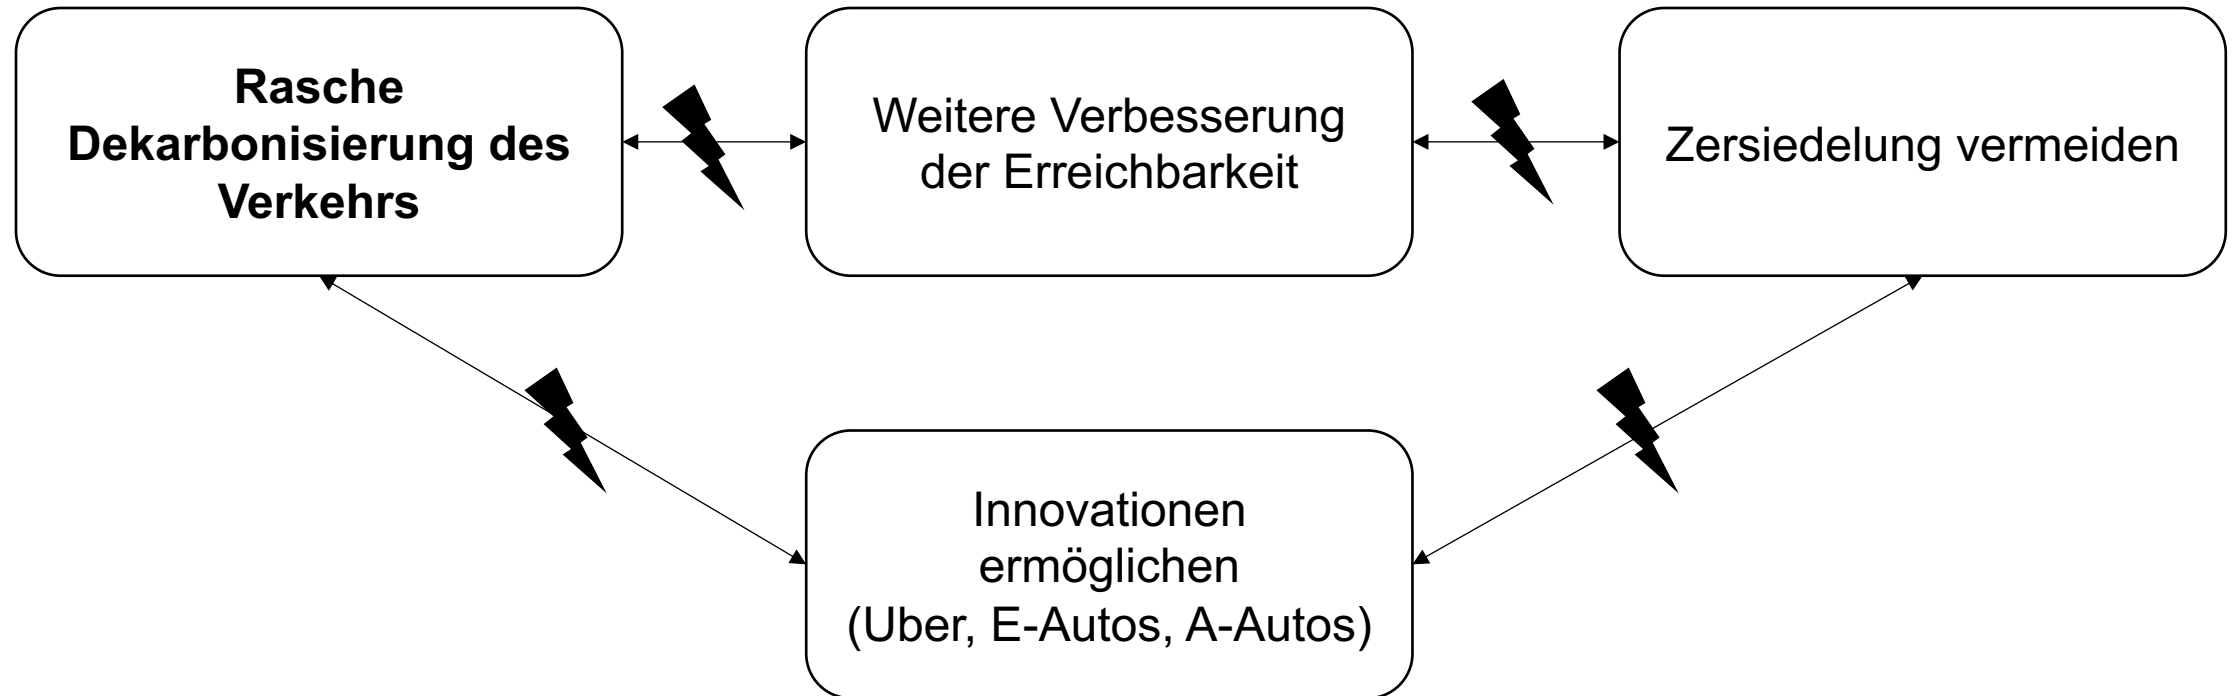 Rasche
Dekarbonisierung des
Verkehrs
Weitere Verbesserung
der Erreichbarkeit
Zersiedelung vermeiden
Innovationen
ermöglichen
(Uber, E-Autos, A-Autos)